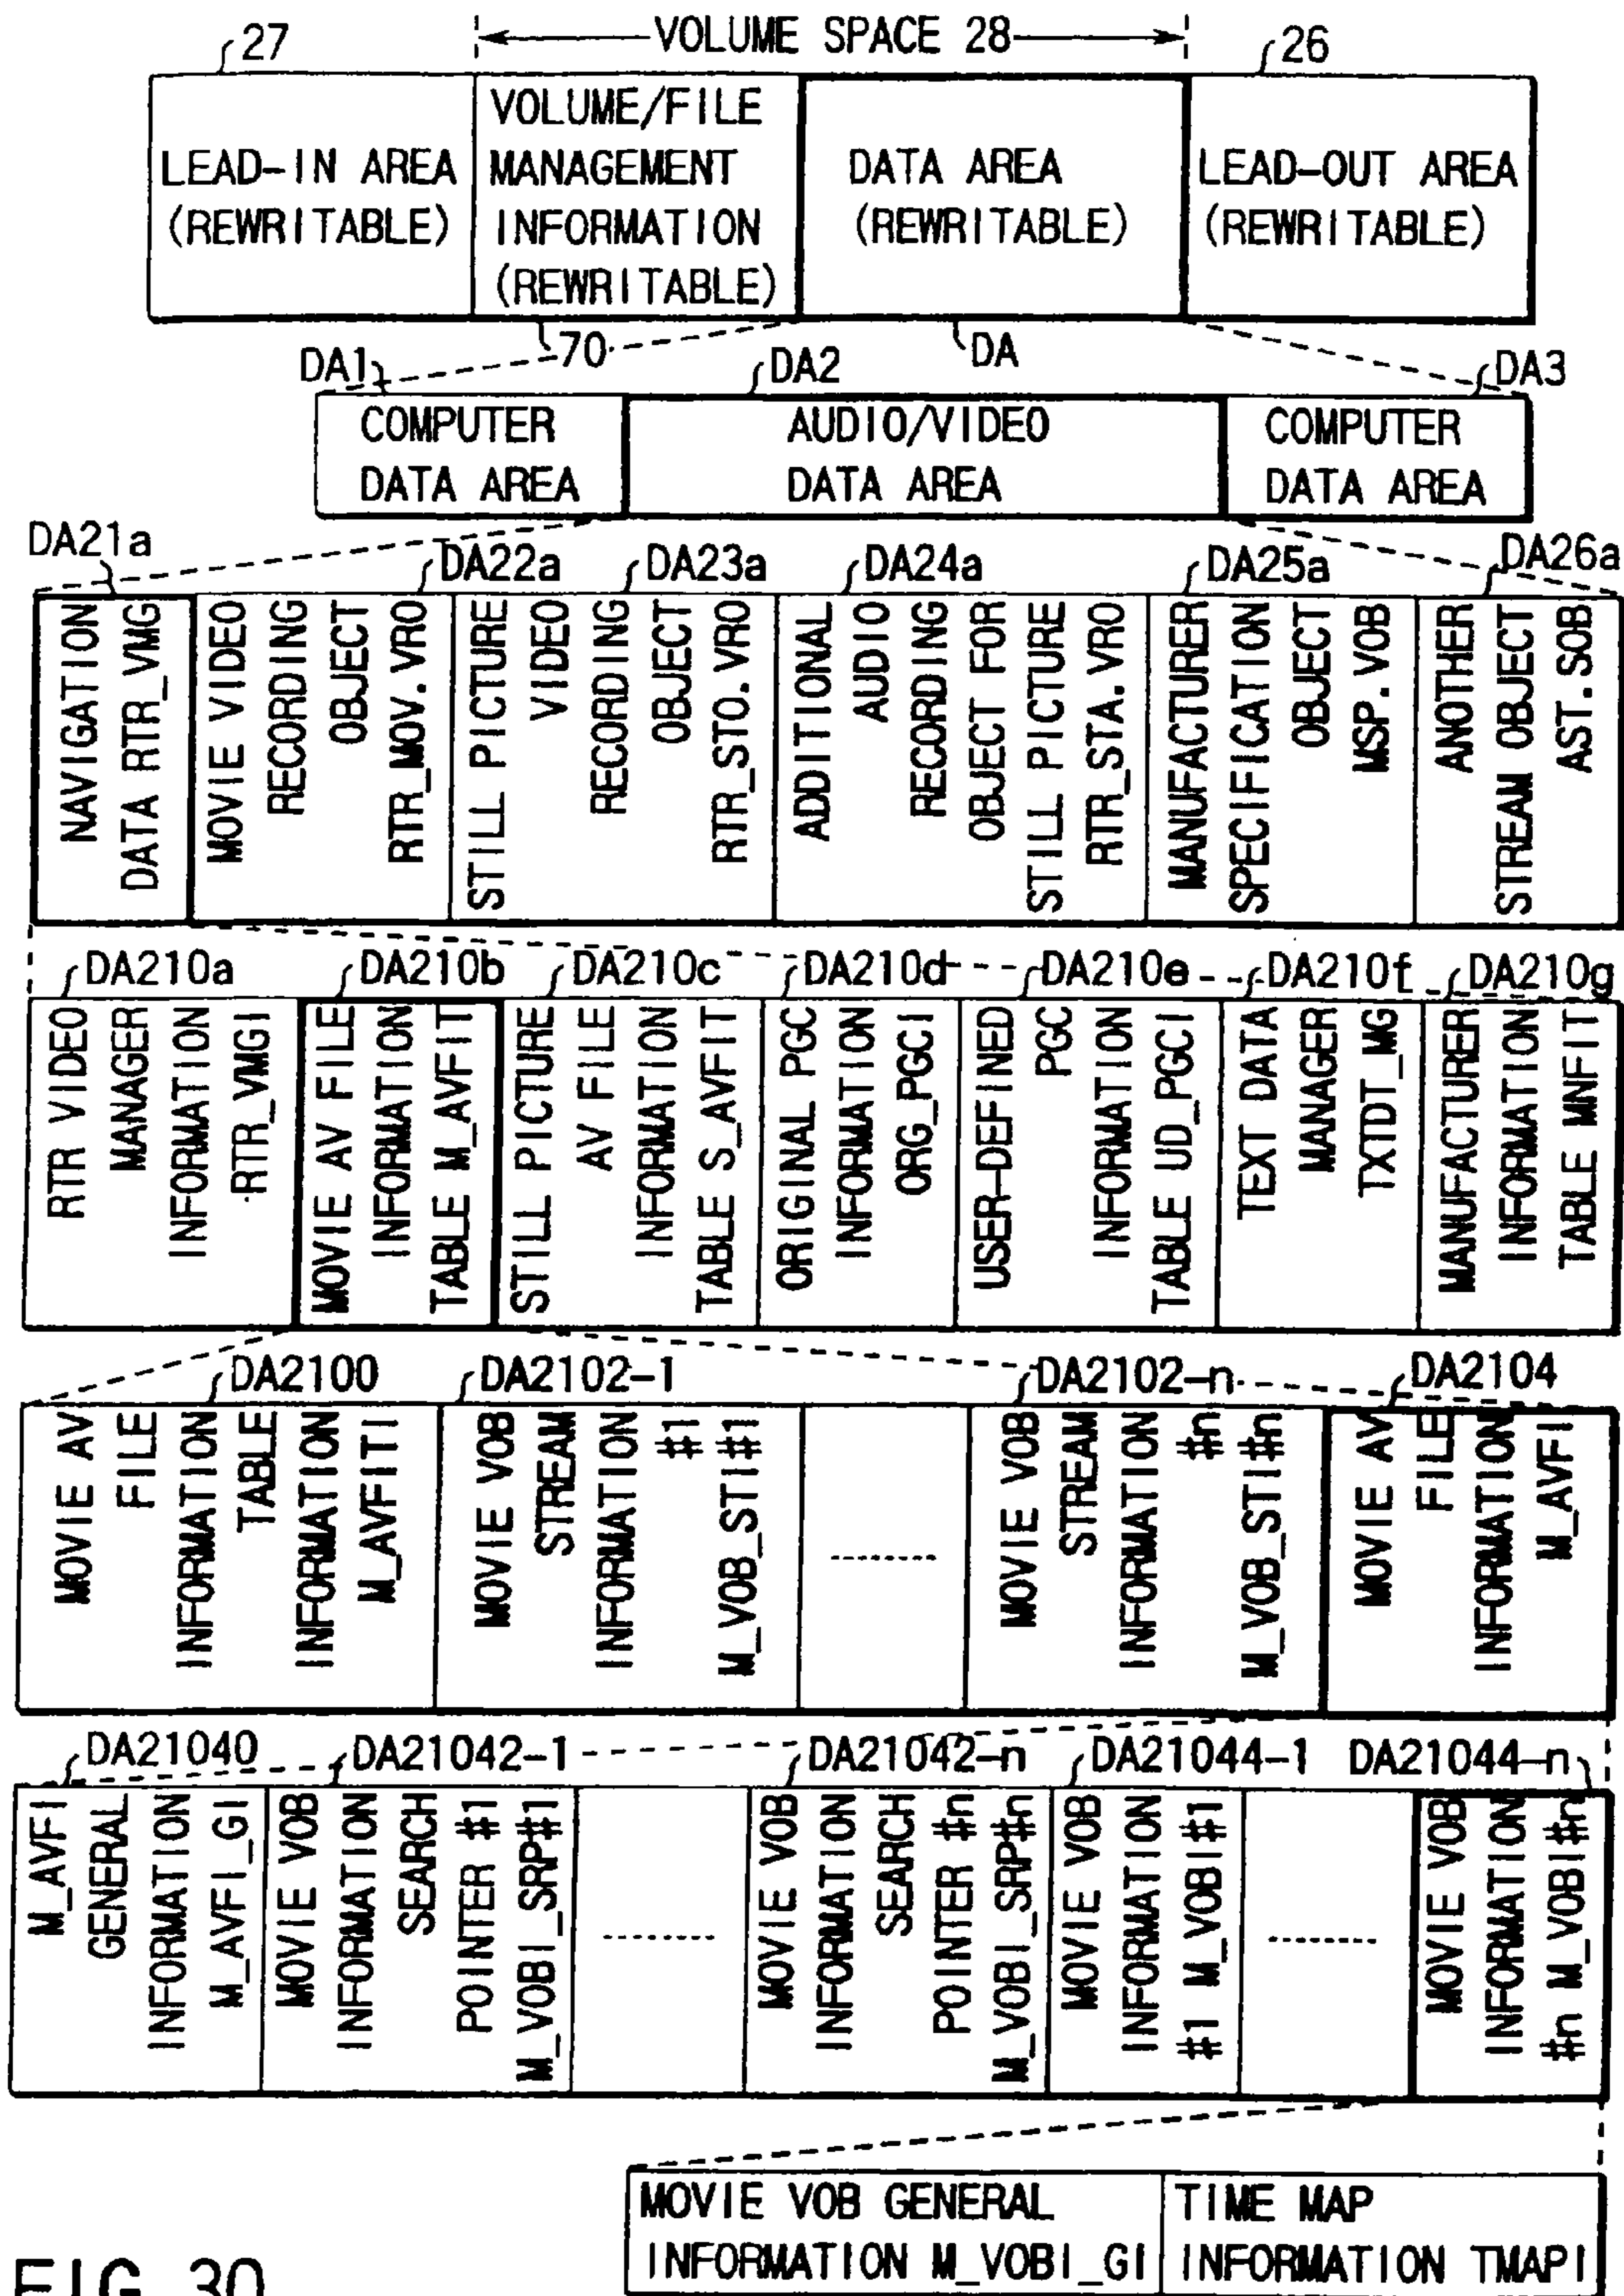 27
VOLUME SPACE 28
26
LEAD-IN AREA
(REWRITABLE)
VOLUME/FILE
MANAGEMENT
INFORMATION
(REWRITABLE)
DATA AREA
(REWRITABLE)
LEAD-OUT AREA
(REWRITABLE)
70
DA
DA1
DA2
DA3
COMPUTER
DATA AREA
AUDIO/VIDEO
DATA AREA
COMPUTER
DATA AREA
DA21a
DA22a
DA23a
DA24a
DA25a
DA26a
NAVIGATION
DATA RTR_VMG
MOVIE VIDEO
RECORDING
OBJECT
RTR_MOV.VRO
STILL PICTURE
VIDEO
RECORDING
OBJECT
RTR_STO.VRO
ADDITIONAL
AUDIO
RECORDING
OBJECT FOR
STILL PICTURE
RTR_STA.VRO
MANUFACTURER
SPECIFICATION
OBJECT
MSP.VOB
ANOTHER
STREAM OBJECT
AST.SOB
DA210a
DA210b
DA210c
DA210d
DA210e
DA210f
DA210g
RTR VIDEO
MANAGER
INFORMATION
RTR_VMGI
MOVIE AV FILE
INFORMATION
TABLE M_AVFIT
STILL PICTURE
AV FILE
INFORMATION
TABLE S_AVFIT
ORIGINAL PGC
INFORMATION
ORG_PGCI
USER-DEFINED
PGC
INFORMATION
TABLE UD_PGCI
TEXT DATA
MANAGER
TXTDT_MG
MANUFACTURER
INFORMATION
TABLE MNFIT
DA2100
DA2102-1
DA2102-n
DA2104
MOVIE AV
FILE
INFORMATION
TABLE
INFORMATION
M_AVFITI
MOVIE VOB
STREAM
INFORMATION
#1
M_VOB_STI#1
MOVIE VOB
STREAM
INFORMATION
#n
M_VOB_STI#n
MOVIE AV
FILE
INFORMATION
M_AVFI
DA21040
DA21042-1
DA21042-n
DA21044-1
DA21044-n
M_AVFI
GENERAL
INFORMATION
M_AVFI_GI
MOVIE VOB
INFORMATION
SEARCH
POINTER #1
M_VOBI_SRP#1
MOVIE VOB
INFORMATION
SEARCH
POINTER #n
M_VOBI_SRP#n
MOVIE VOB
INFORMATION
#1 M_VOBI#1
MOVIE VOB
INFORMATION
#n M_VOBI#n
MOVIE VOB GENERAL
INFORMATION M_VOBI_GI
TIME MAP
INFORMATION TMAPI
FIG. 30